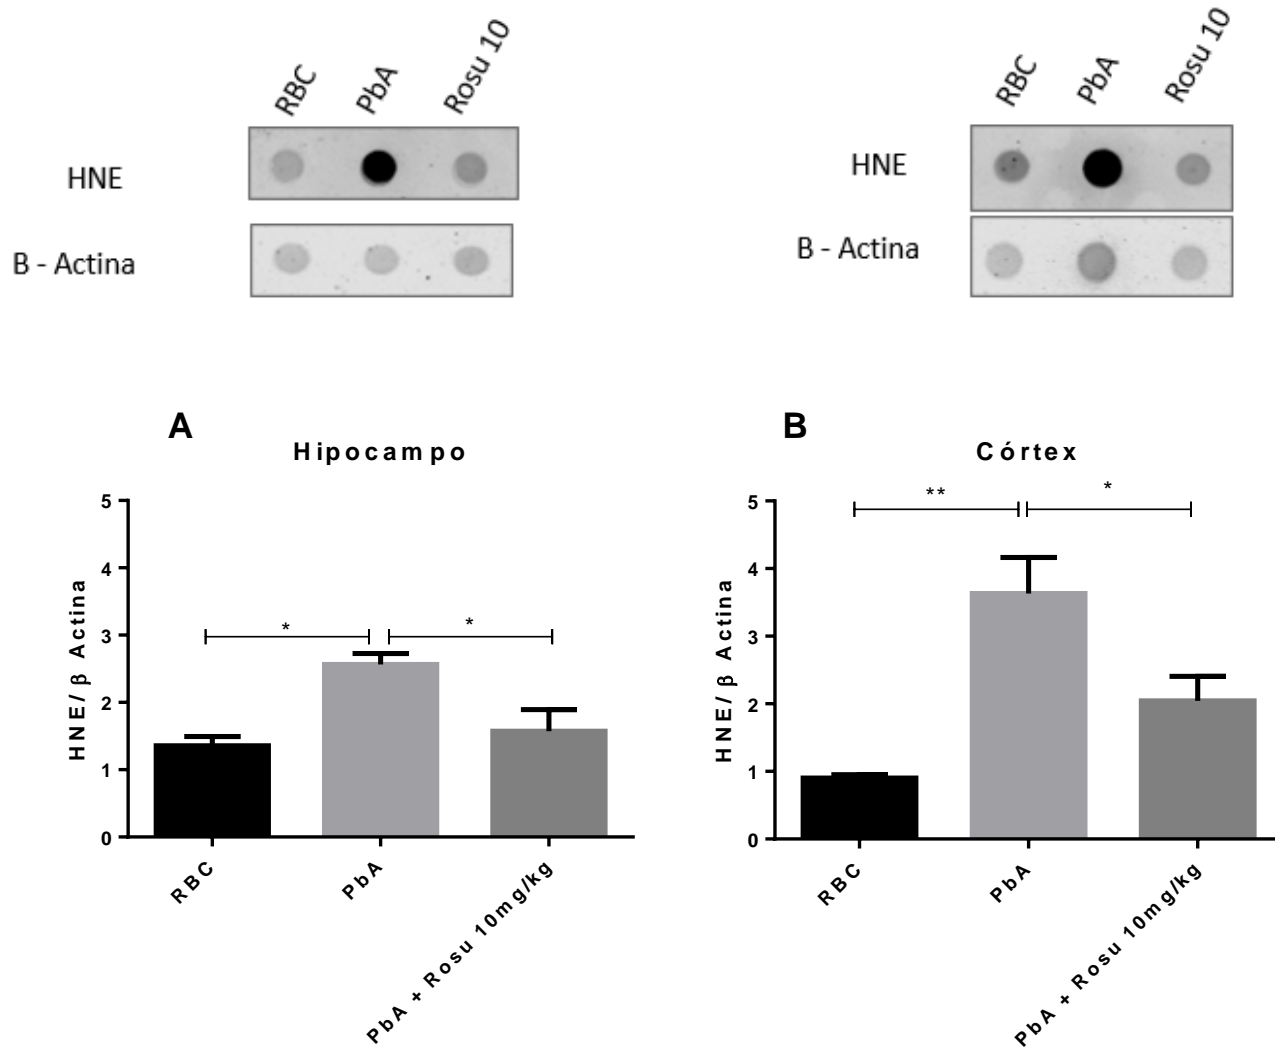 RBC PbA Rosu 10
HNE
B - Actina
RBC PbA Rosu 10
HNE
B - Actina
A
Hipocampo
HNE/ β Actina
5
4
3
2
1
0
* *
RBC
PbA
PbA + Rosu 10mg/kg
B
Córtex
HNE/ β Actina
5
4
3
2
1
0
** *
RBC
PbA
PbA + Rosu 10mg/kg